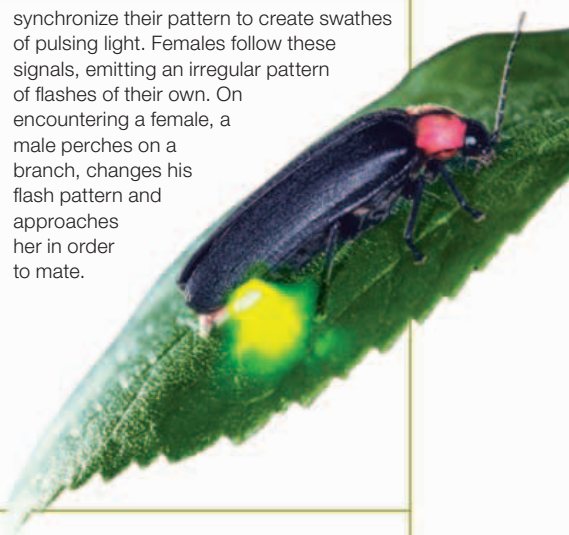 synchronize their pattern to create swathes
of pulsing light. Females follow these
signals, emitting an irregular pattern
of flashes of their own. On
encountering a female, a
male perches on a
branch, changes his
flash pattern and
approaches
her in order
to mate.